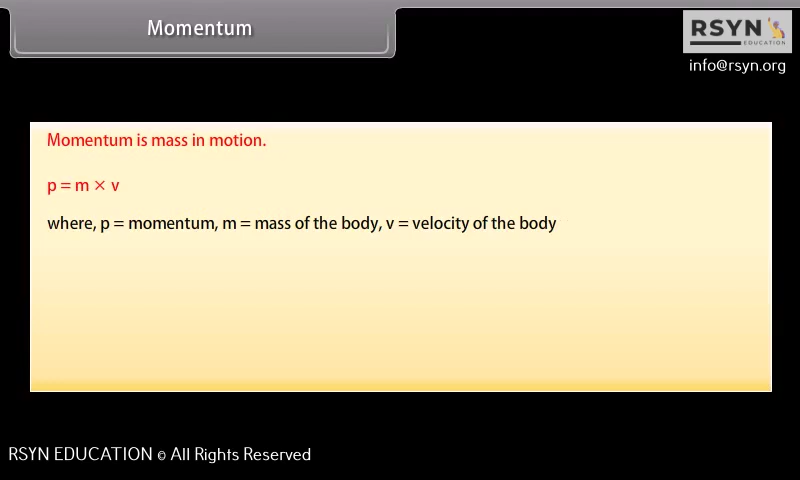 Momentum
RSYN
EDUCATION
info@rsyn.org
Momentum is mass in motion.
p = m × v
where, p = momentum, m = mass of the body, v = velocity of the body
RSYN EDUCATION © All Rights Reserved